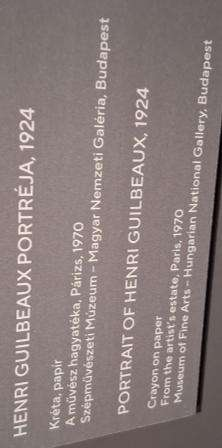 HENRI GUILBEAUX PORTRÉJA, 1924
Kréta, papír
A művész hagyatéka, Párizs, 1970
Szépművészeti Múzeum – Magyar Nemzeti Galéria, Budapest
PORTRAIT OF HENRI GUILBEAUX, 1924
Crayon on paper
From the artist's estate, Paris, 1970
Museum of Fine Arts – Hungarian National Gallery, Budapest